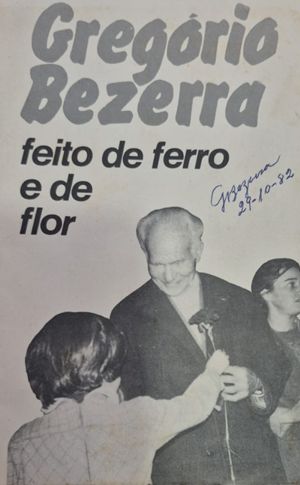 Gregório
Bezerra
feito de ferro
e de
flor
GBezerra
29-10-82